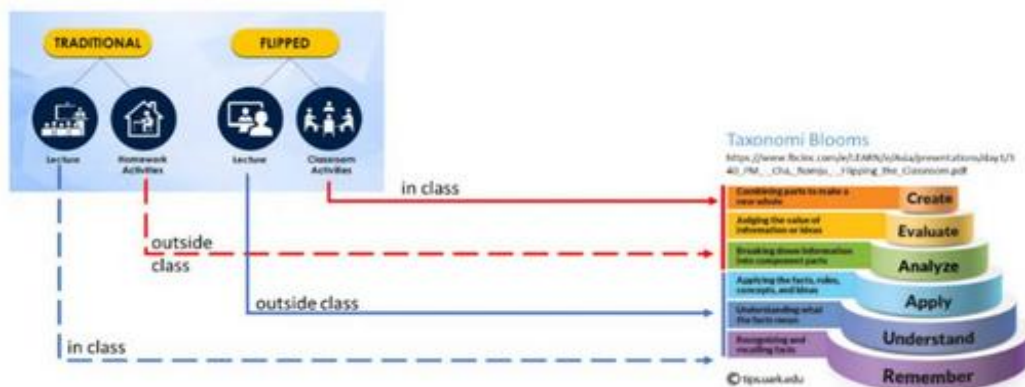 TRADITIONAL
FLIPPED
Lecture
Homework
Activities
Lecture
Classroom
Activities
in class
outside
class
outside class
in class
Taxonomi Blooms
Combining parts to make a
new whole
Create
Judging the value of
information or ideas
Evaluate
Breaking down information
into component parts
Analyze
Applying the facts, rules,
concepts, and ideas
Apply
Understanding what
the facts mean
Understand
Recognizing and
recalling facts
Remember
© tips.uark.edu